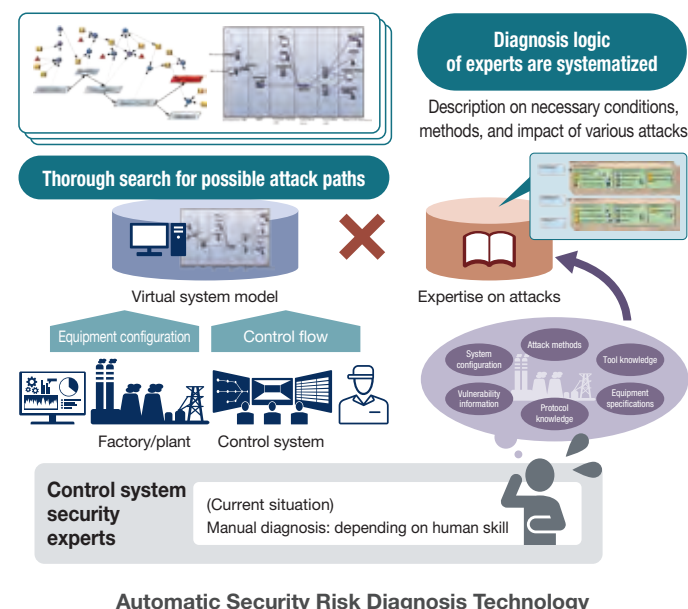 Diagnosis logic
of experts are systematized
Description on necessary conditions,
methods, and impact of various attacks
Thorough search for possible attack paths
Virtual system model
Expertise on attacks
Equipment configuration
Control flow
Factory/plant
Control system
System
configuration
Attack methods
Tool knowledge
Vulnerability
information
Protocol
knowledge
Equipment
specifications
Control system
security
experts
(Current situation)
Manual diagnosis: depending on human skill
Automatic Security Risk Diagnosis Technology